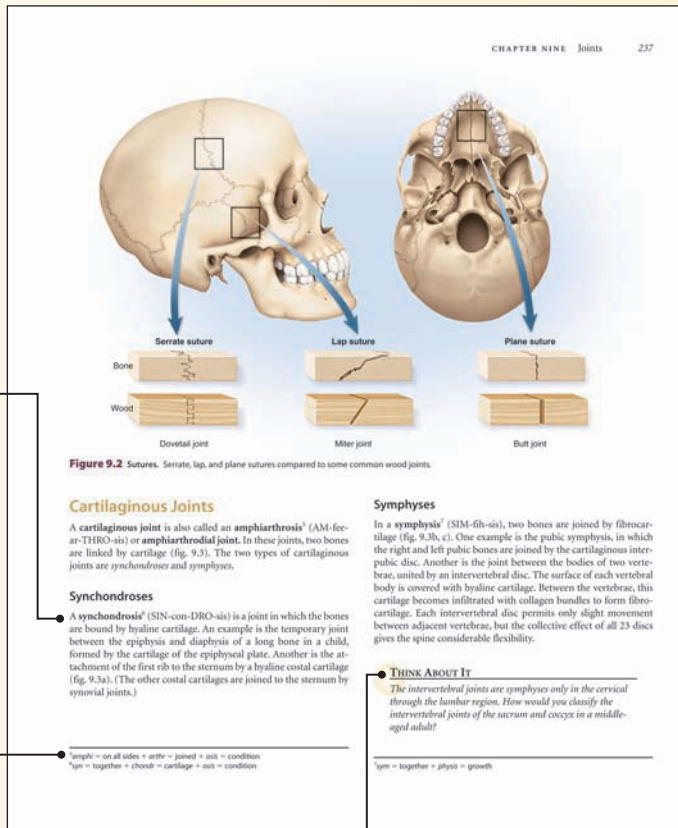 CHAPTER NINE Joints 237
Serrate suture
Lap suture
Plane suture
Bone
Wood
Dovetail joint
Miter joint
Butt joint
Figure 9.2 Sutures. Serrate, lap, and plane sutures compared to some common wood joints.
Cartilaginous Joints
A cartilaginous joint is also called an amphiarthrosis⁵ (AM-fee-
ar-THRO-sis) or amphiarthrodial joint. In these joints, two bones
are linked by cartilage (fig. 9.3). The two types of cartilaginous
joints are synchondroses and symphyses.
Synchondroses
A synchondrosis⁶ (SIN-con-DRO-sis) is a joint in which the bones
are bound by hyaline cartilage. An example is the temporary joint
between the epiphysis and diaphysis of a long bone in a child,
formed by the cartilage of the epiphyseal plate. Another is the at-
tachment of the first rib to the sternum by a hyaline costal cartilage
(fig. 9.3a). (The other costal cartilages are joined to the sternum by
synovial joints.)
⁵amphi = on all sides + arthr = joined + osis = condition
⁶syn = together + chondr = cartilage + osis = condition
Symphyses
In a symphysis⁷ (SIM-fih-sis), two bones are joined by fibrocar-
tilage (fig. 9.3b, c). One example is the pubic symphysis, in which
the right and left pubic bones are joined by the cartilaginous inter-
pubic disc. Another is the joint between the bodies of two verte-
brae, united by an intervertebral disc. The surface of each vertebral
body is covered with hyaline cartilage. Between the vertebrae, this
cartilage becomes infiltrated with collagen bundles to form fibro-
cartilage. Each intervertebral disc permits only slight movement
between adjacent vertebrae, but the collective effect of all 23 discs
gives the spine considerable flexibility.
THINK ABOUT IT
The intervertebral joints are symphyses only in the cervical
through the lumbar region. How would you classify the
intervertebral joints of the sacrum and coccyx in a middle-
aged adult?
⁷sym = together + physis = growth